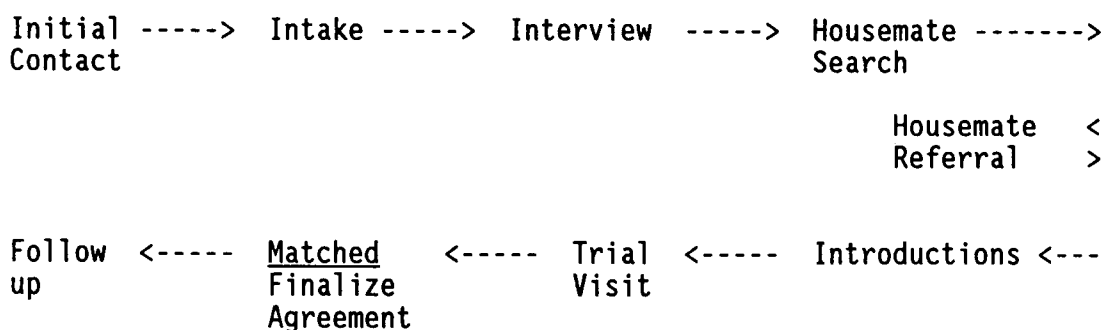 Initial -----> Intake -----> Interview -----> Housemate ------->
Contact Search
Housemate <
Referral >
Follow <----- Matched <----- Trial <----- Introductions <---
up Finalize Visit
Agreement